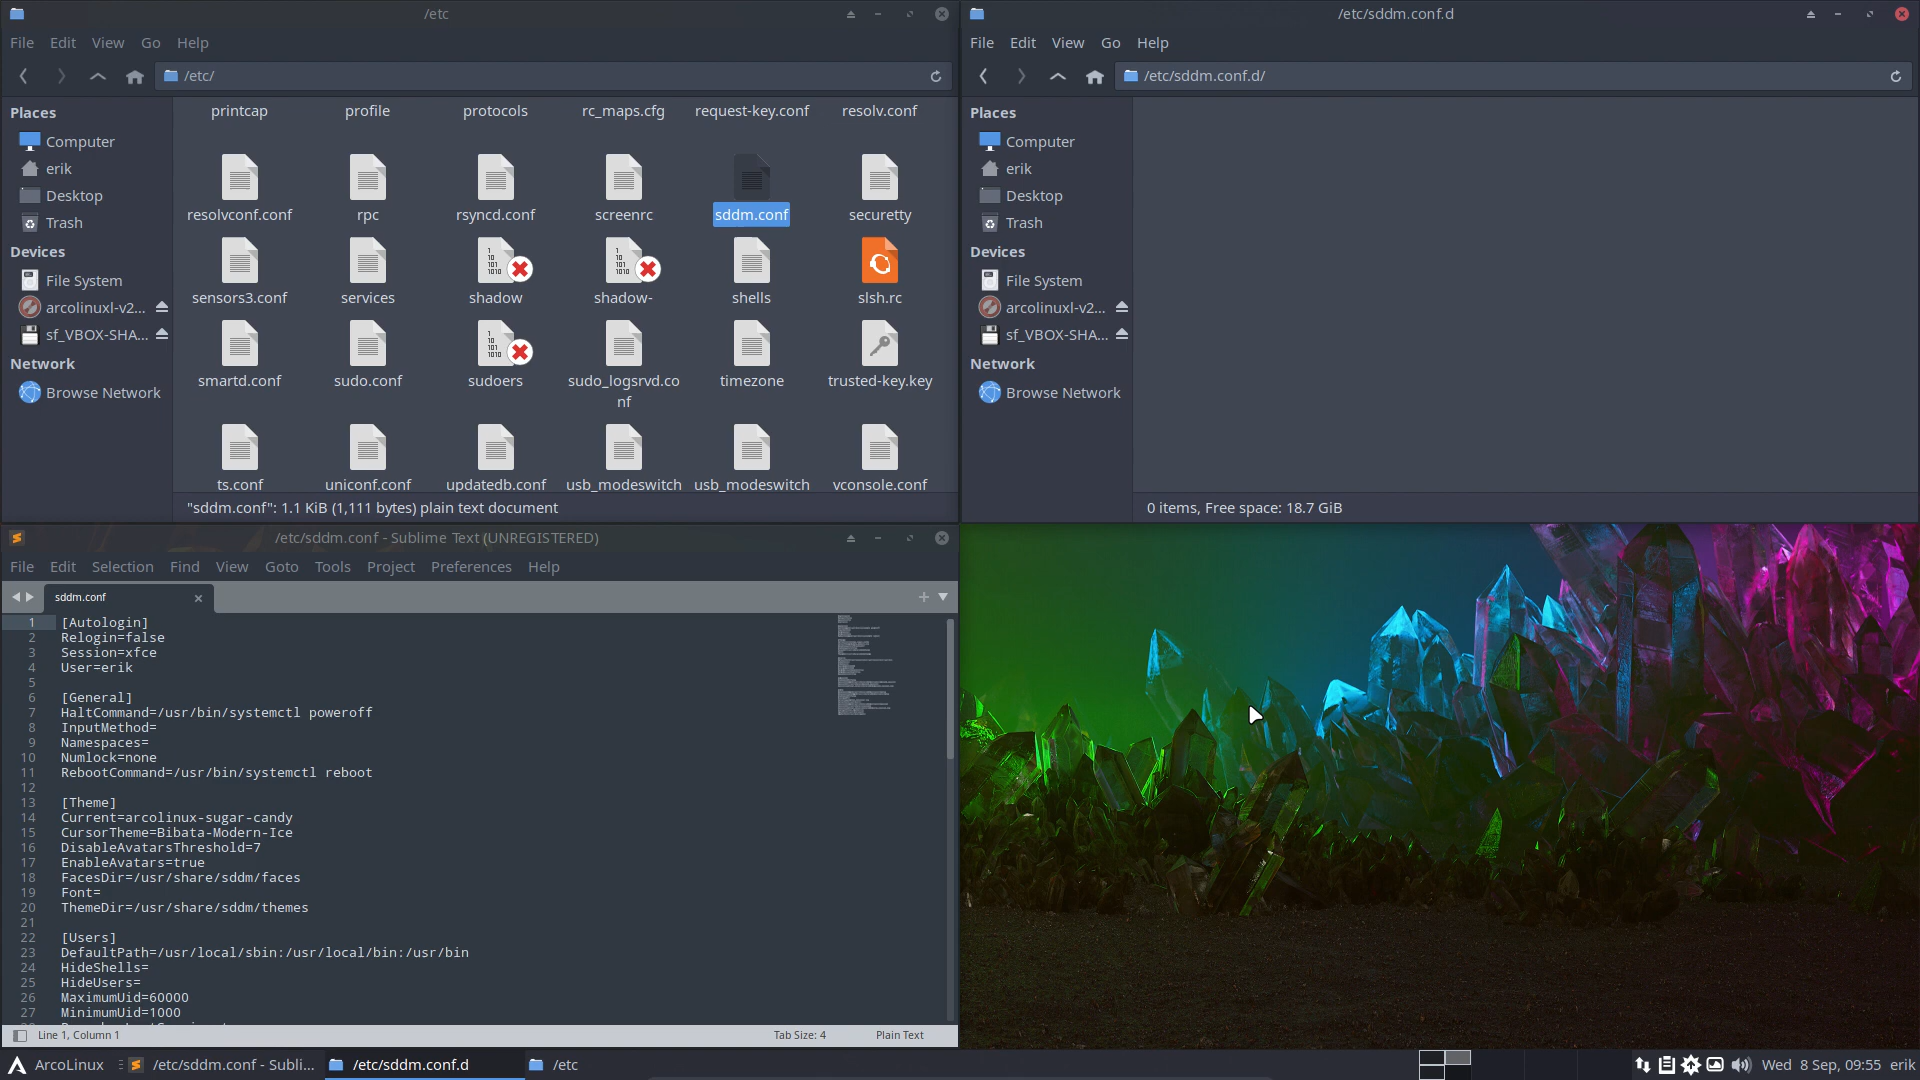 /etc
File Edit View Go Help
/etc/
Places
Computer
erik
Desktop
Trash
Devices
File System
arcolinuxl-v2...
sf_VBOX-SHA...
Network
Browse Network
printcap profile protocols rc_maps.cfg request-key.conf resolv.conf
resolvconf.conf rpc rsyncd.conf screenrc sddm.conf securetty
sensors3.conf services shadow shadow- shells slsh.rc
smartd.conf sudo.conf sudoers sudo_logsrvd.co timezone trusted-key.key
nf
ts.conf uniconf.conf updatedb.conf usb_modeswitch usb_modeswitch vconsole.conf
"sddm.conf": 1.1 KiB (1,111 bytes) plain text document
/etc/sddm.conf.d
File Edit View Go Help
/etc/sddm.conf.d/
Places
Computer
erik
Desktop
Trash
Devices
File System
arcolinuxl-v2...
sf_VBOX-SHA...
Network
Browse Network
0 items, Free space: 18.7 GiB
/etc/sddm.conf - Sublime Text (UNREGISTERED)
File Edit Selection Find View Goto Tools Project Preferences Help
sddm.conf
1 [Autologin]
2 Relogin=false
3 Session=xfce
4 User=erik
5
6 [General]
7 HaltCommand=/usr/bin/systemctl poweroff
8 InputMethod=
9 Namespaces=
10 Numlock=none
11 RebootCommand=/usr/bin/systemctl reboot
12
13 [Theme]
14 Current=arcolinux-sugar-candy
15 CursorTheme=Bibata-Modern-Ice
16 DisableAvatarsThreshold=7
17 EnableAvatars=true
18 FacesDir=/usr/share/sddm/faces
19 Font=
20 ThemeDir=/usr/share/sddm/themes
21
22 [Users]
23 DefaultPath=/usr/local/sbin:/usr/local/bin:/usr/bin
24 HideShells=
25 HideUsers=
26 MaximumUid=60000
27 MinimumUid=1000
Line 1, Column 1 Tab Size: 4 Plain Text
ArcoLinux /etc/sddm.conf - Subli... /etc/sddm.conf.d /etc Wed 8 Sep, 09:55 erik